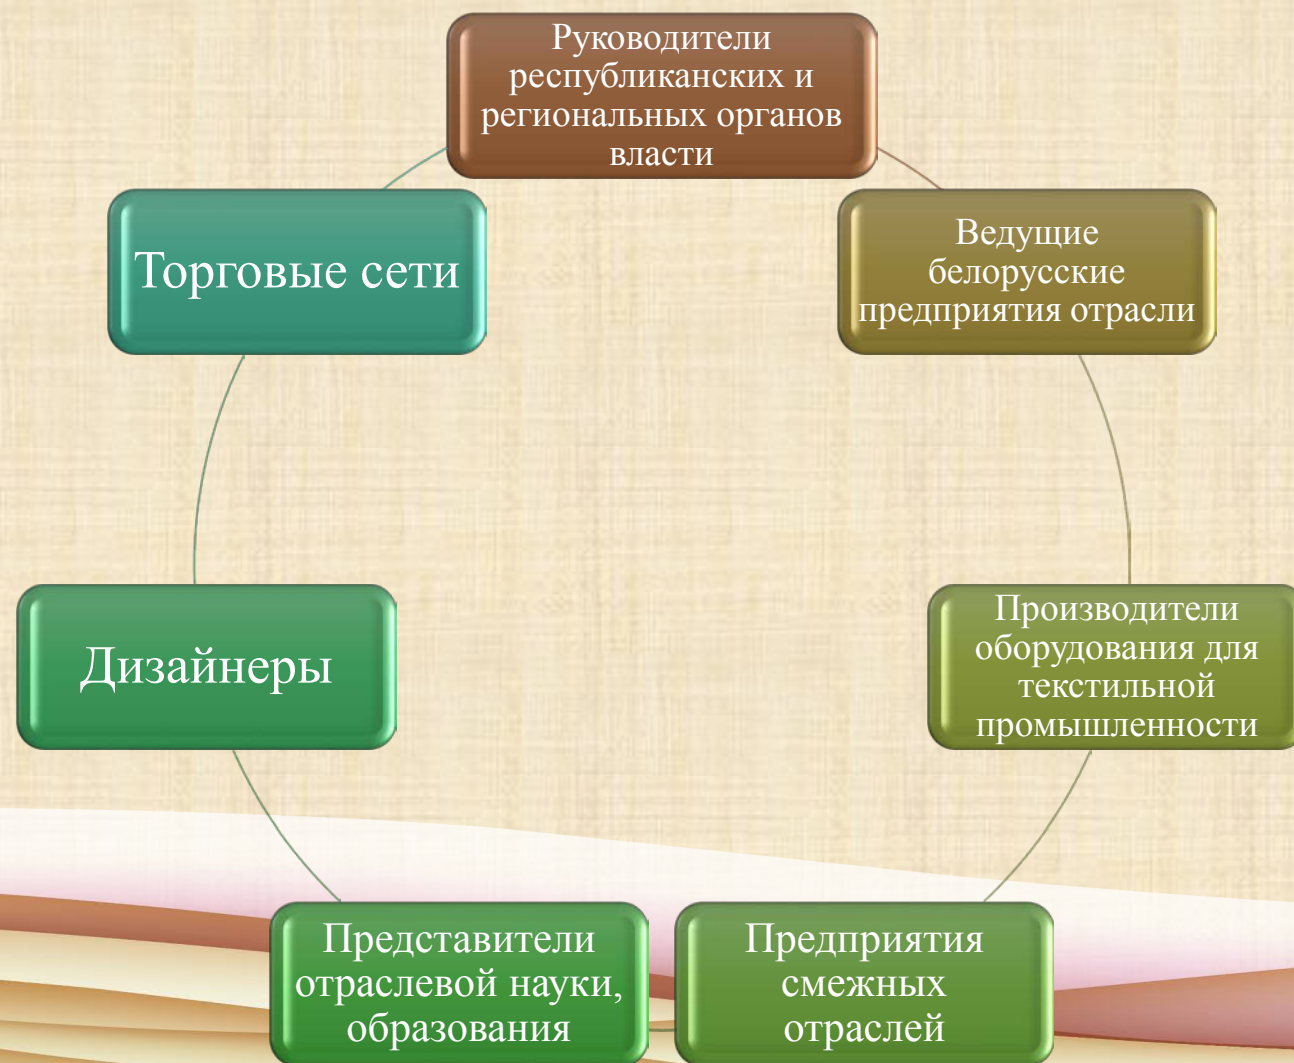 Руководители
республиканских и
региональных органов
власти
Ведущие
белорусские
предприятия отрасли
Производители
оборудования для
текстильной
промышленности
Предприятия
смежных
отраслей
Представители
отраслевой науки,
образования
Дизайнеры
Торговые сети